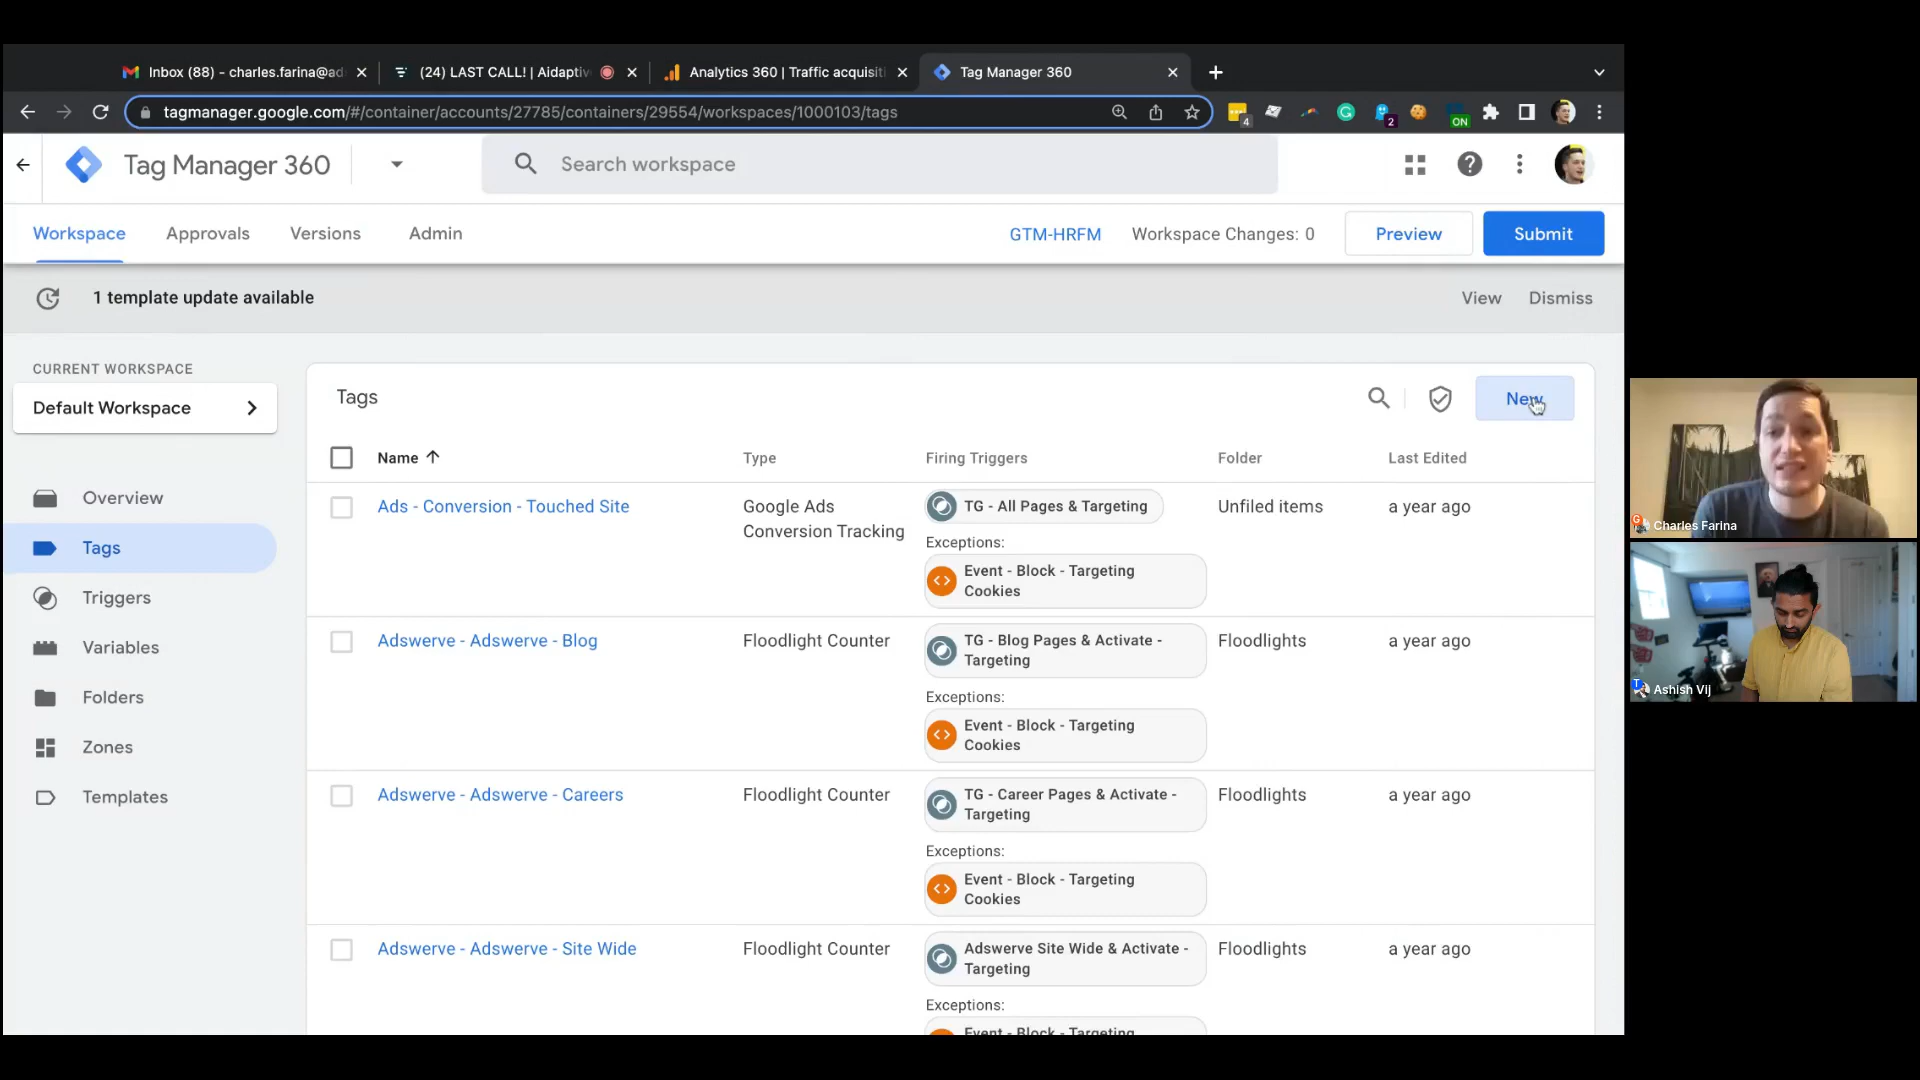 Inbox (88) - charles.farina@ad
(24) LAST CALL! | Aidaptiv
Analytics 360 | Traffic acquisiti
Tag Manager 360
tagmanager.google.com/#/container/accounts/27785/containers/29554/workspaces/1000103/tags
4
2
ON
Tag Manager 360
Search workspace
Workspace
Approvals
Versions
Admin
GTM-HRFM
Workspace Changes: 0
Preview
Submit
1 template update available
View
Dismiss
CURRENT WORKSPACE
Default Workspace
Overview
Tags
Triggers
Variables
Folders
Zones
Templates
Tags
New
Name
Type
Firing Triggers
Folder
Last Edited
Ads - Conversion - Touched Site
Google Ads
Conversion Tracking
TG - All Pages & Targeting
Exceptions:
Event - Block - Targeting
Cookies
Unfiled items
a year ago
Adswerve - Adswerve - Blog
Floodlight Counter
TG - Blog Pages & Activate -
Targeting
Exceptions:
Event - Block - Targeting
Cookies
Floodlights
a year ago
Adswerve - Adswerve - Careers
Floodlight Counter
TG - Career Pages & Activate -
Targeting
Exceptions:
Event - Block - Targeting
Cookies
Floodlights
a year ago
Adswerve - Adswerve - Site Wide
Floodlight Counter
Adswerve Site Wide & Activate -
Targeting
Exceptions:
Event - Block - Targeting
Floodlights
a year ago
Charles Farina
Ashish Vij